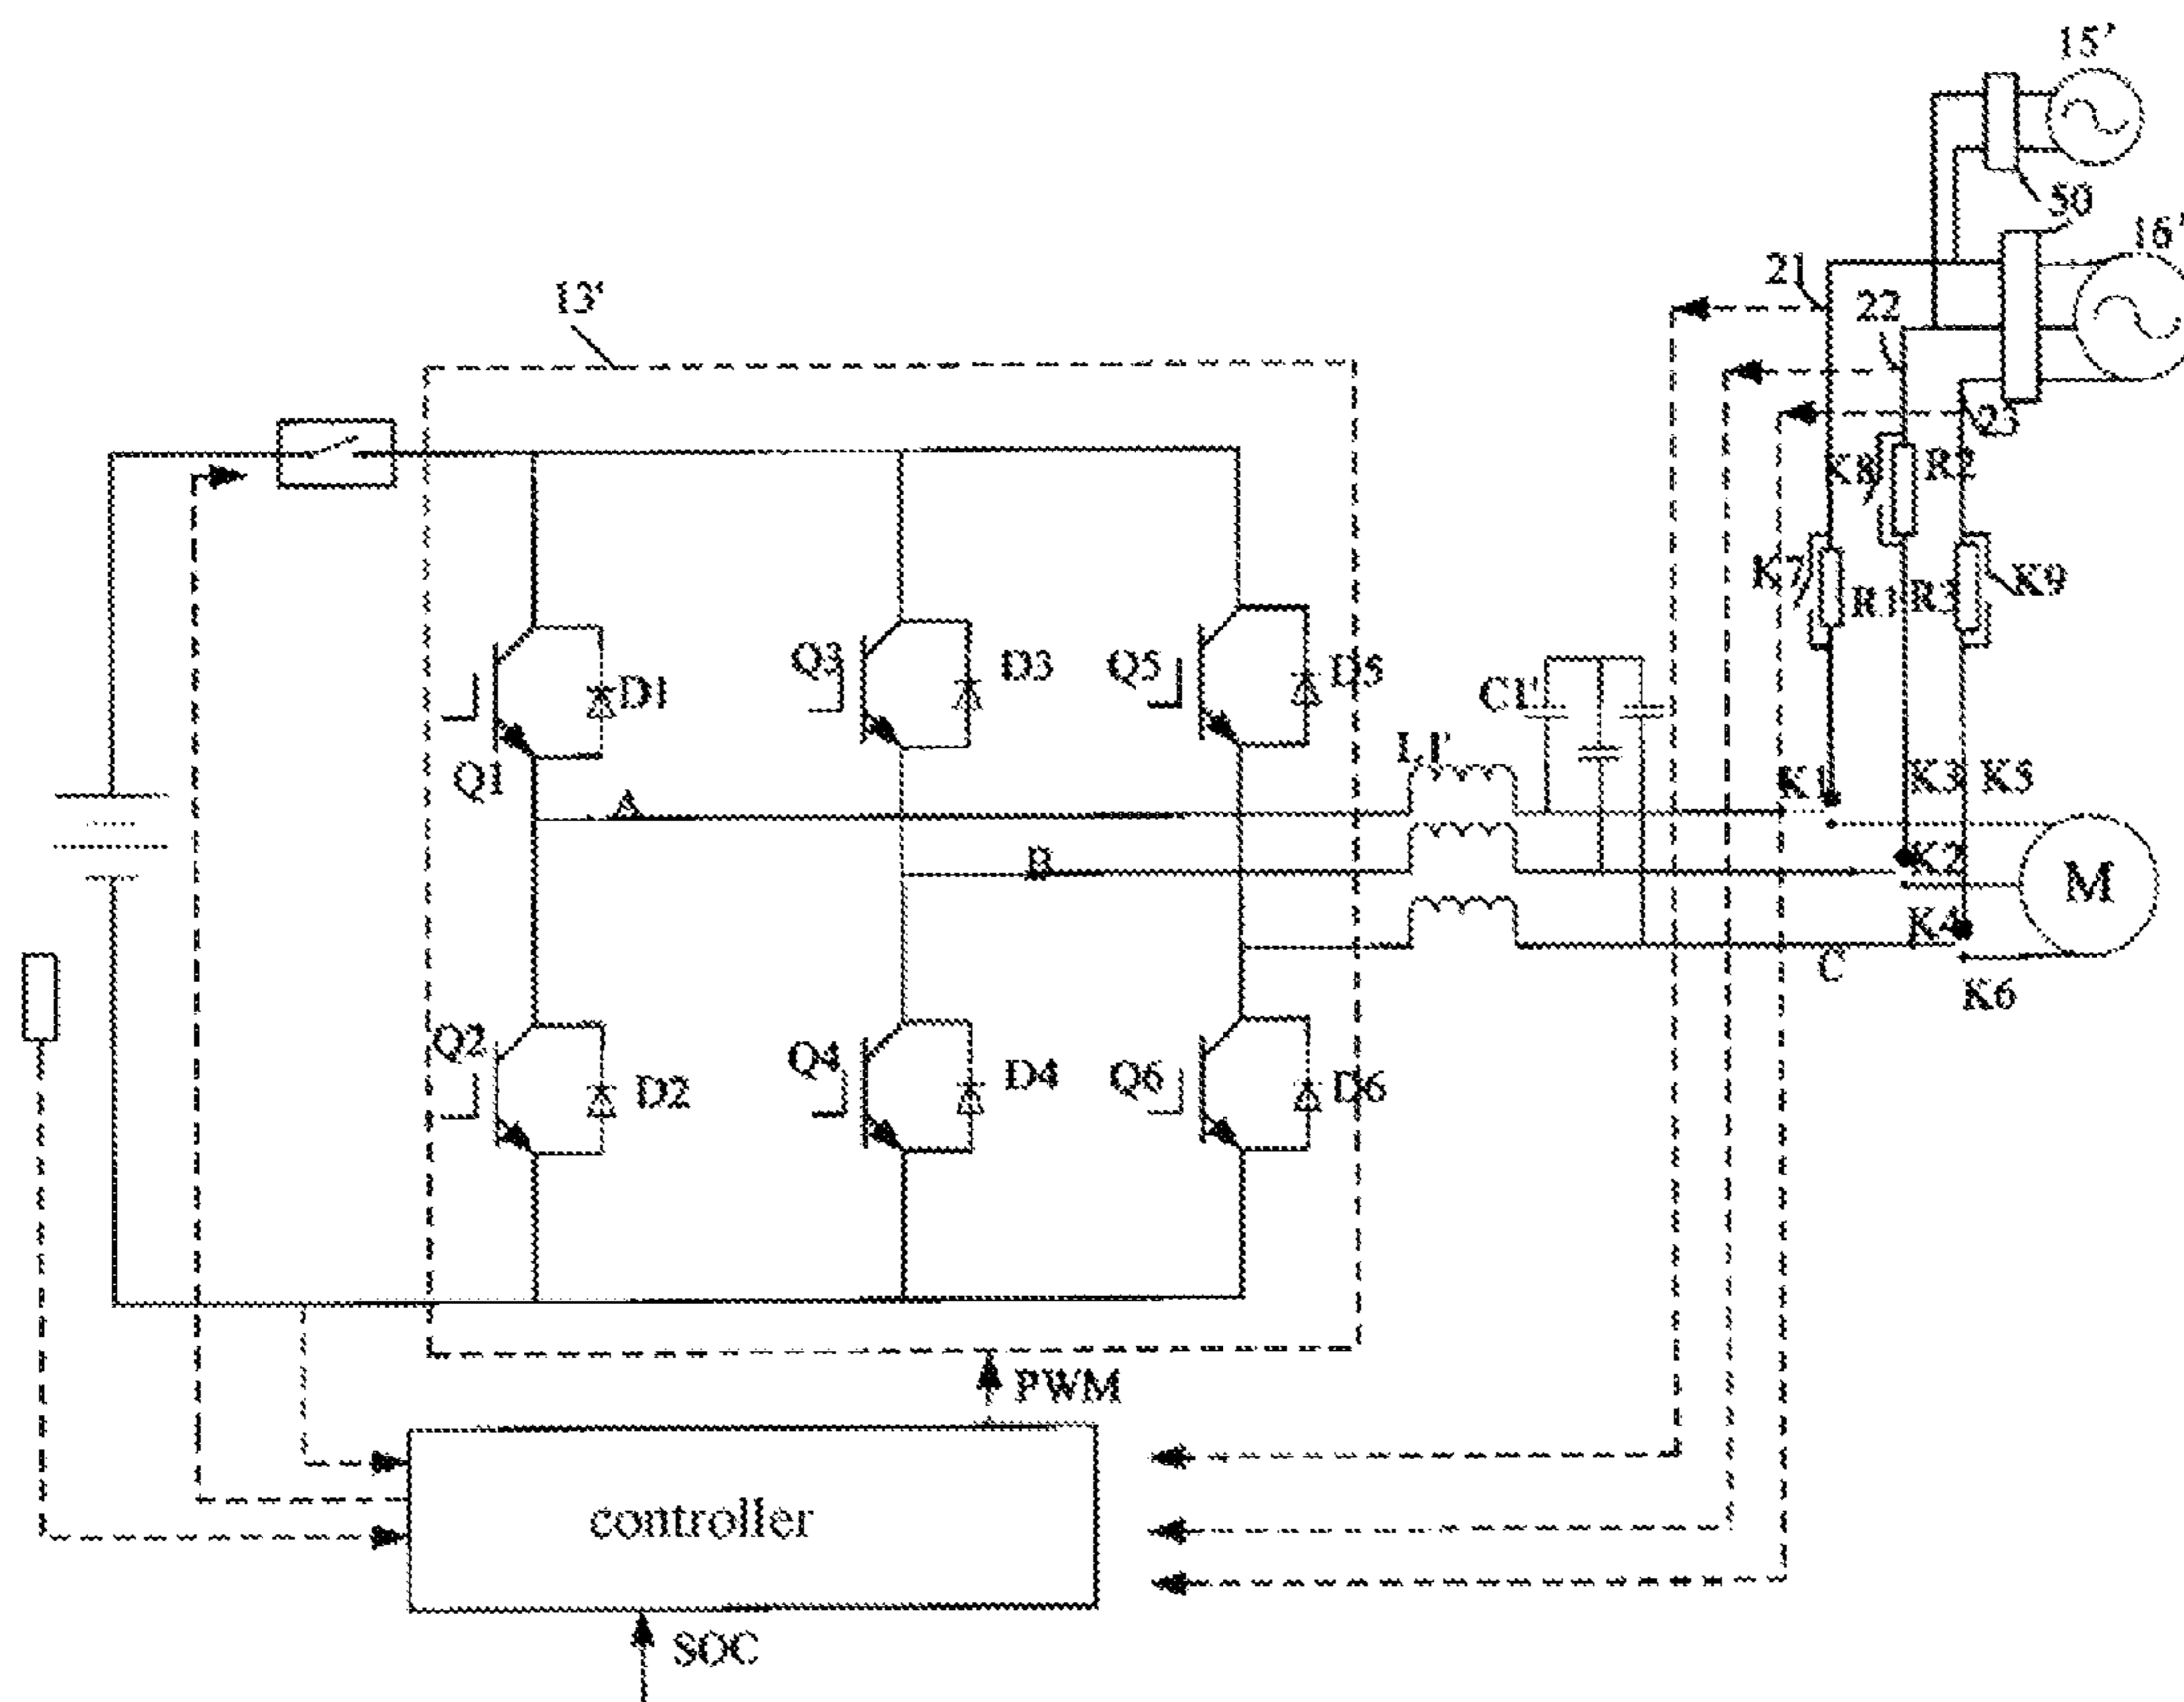 15'
50
16'
21
22
23
13'
K8
R2
K7
R1
R3
K9
D1
Q3
D3
Q5
D5
C1'
L1'
Q1
A
K1
K3
K5
B
K2
M
K4
C
K6
Q2
D2
Q4
D4
Q6
D6
PWM
controller
SOC